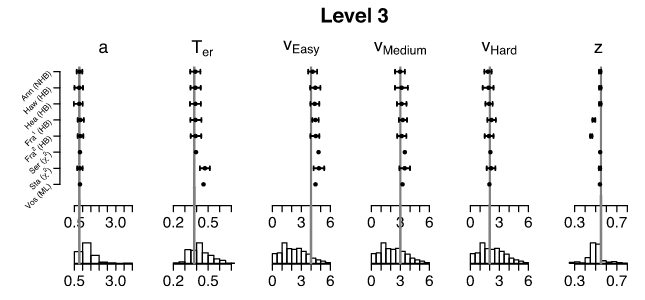 Level 3
a T_er v_Easy v_Medium v_Hard z
Ann (NHB)
Haw (HB)
Hea (HB)
Fra¹ (HB)
Fra² (HB)
Ser (χ²)
Sta (χ²)
Vos (ML)
0.5 3.0 0.2 0.5 0 3 6 0 3 6 0 3 6 0.3 0.7
0.5 3.0 0.2 0.5 0 3 6 0 3 6 0 3 6 0.3 0.7